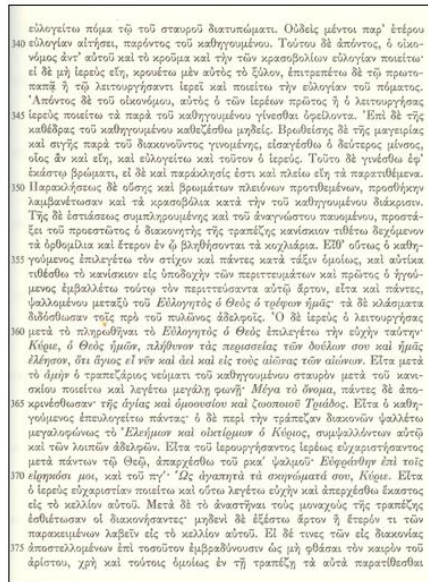 εὐλογείτω πόμα τῷ τοῦ σταυροῦ διατυπώματι. Οὐδεὶς μέντοι παρ' ἑτέρου
340 εὐλογίαν αἰτήσει, παρόντος τοῦ καθηγουμένου. Τούτου δὲ ἀπόντος, ὁ οἰκο-
νόμος ἀντ' αὐτοῦ καὶ τὸ κροῦμα καὶ τὴν τῶν κρασοβολίων εὐλογίαν ποιείτω·
εἰ δὲ μὴ ἱερεὺς εἴη, κρουέτω μὲν αὐτὸς τὸ ξύλον, ἐπιτρεπέτω δὲ τῷ πρωτο-
παπᾷ ἢ τῷ λειτουργήσαντι ἱερεῖ καὶ ποιείτω τὴν εὐλογίαν τοῦ πόματος.
Ἀπόντος δὲ τοῦ οἰκονόμου, αὐτὸς ὁ τῶν ἱερέων πρῶτος ἢ ὁ λειτουργήσας
345 ἱερεὺς ποιείτω τὰ παρὰ τοῦ καθηγουμένου γίνεσθαι ὀφείλοντα. Ἐπὶ δὲ τῆς
καθέδρας τοῦ καθηγουμένου καθεζέσθω μηδείς. Βρωθείσης δὲ τῆς μαγειρίας
καὶ σιγῆς παρὰ τοῦ διακονοῦντος γινομένης, εἰσαγέσθω ὁ δεύτερος μίνσος,
οἷος ἂν καὶ εἴη, καὶ εὐλογείτω καὶ τοῦτον ὁ ἱερεύς. Τοῦτο δὲ γινέσθω ἐφ'
ἑκάστῳ βρώματι, εἰ δὲ καὶ παράκλησίς ἐστι καὶ πλείω εἴη τὰ παρατιθέμενα.
350 Παρακλήσεως δὲ οὔσης καὶ βρωμάτων πλειόνων προτιθεμένων, προσθήκην
λαμβανέτωσαν καὶ τὰ κρασοβόλια κατὰ τὴν τοῦ καθηγουμένου διάκρισιν.
Τῆς δὲ ἑστιάσεως συμπληρουμένης καὶ τοῦ ἀναγνώστου παυομένου, προστά-
ξει τοῦ προεστῶτος ὁ διακονητὴς τῆς τραπέζης κανίσκιον τιθέτω δεχόμενον
τὰ ὀρθομίλια καὶ ἕτερον ἐν ᾧ βληθήσονται τὰ κοχλιάρια. Εἶθ' οὕτως ὁ καθη-
355 γούμενος ἐπιλεγέτω τὸν στίχον καὶ πάντες κατὰ τάξιν ὁμοίως, καὶ αὐτίκα
τιθέσθω τὸ κανίσκιον εἰς ὑποδοχὴν τῶν περιττευμάτων καὶ πρῶτος ὁ ἡγού-
μενος ἐμβαλλέτω τούτῳ τὸν περιττεύσαντα αὐτῷ ἄρτον, εἶτα καὶ πάντες,
ψαλλομένου μεταξὺ τοῦ Εὐλογητὸς ὁ Θεὸς ὁ τρέφων ἡμᾶς· τὰ δὲ κλάσματα
διδόσθωσαν τοῖς πρὸ τοῦ πυλῶνος ἀδελφοῖς. Ὁ δὲ ἱερεὺς ὁ λειτουργήσας
360 μετὰ τὸ πληρωθῆναι τὸ Εὐλογητὸς ὁ Θεὸς ἐπιλεγέτω τὴν εὐχὴν ταύτην·
Κύριε, ὁ Θεὸς ἡμῶν, πλήθυνον τὰς περισσείας τῶν δούλων σου καὶ ἡμᾶς
ἐλέησον, ὅτι ἅγιος εἶ νῦν καὶ ἀεὶ καὶ εἰς τοὺς αἰῶνας τῶν αἰώνων. Εἶτα μετὰ
τὸ ἀμὴν ὁ τραπεζάριος νεύματι τοῦ καθηγουμένου σταυρὸν μετὰ τοῦ κανι-
σκίου ποιείτω καὶ λεγέτω μεγάλῃ φωνῇ· Μέγα τὸ ὄνομα, πάντες δὲ ἀπο-
365 κρινέσθωσαν· τῆς ἁγίας καὶ ὁμοουσίου καὶ ζωοποιοῦ Τριάδος. Εἶτα ὁ καθη-
γούμενος ἐπευλογείτω πάντας· ὁ δὲ περὶ τὴν τράπεζαν διακονῶν ψαλλέτω
μεγαλοφώνως τὸ Ἐλεήμων καὶ οἰκτίρμων ὁ Κύριος, συμψαλλόντων αὐτῷ
καὶ τῶν λοιπῶν ἀδελφῶν. Εἶτα τοῦ ἱερουργήσαντος ἱερέως εὐχαριστήσαντος
μετὰ πάντων τῷ Θεῷ, ἀπαρχέσθω τοῦ ρκα' ψαλμοῦ· Εὐφράνθην ἐπὶ τοῖς
370 εἰρηκόσι μοι, καὶ τοῦ πγ'· Ὡς ἀγαπητὰ τὰ σκηνώματά σου, Κύριε. Εἶτα
ὁ ἱερεὺς εὐχαριστίαν ποιείτω καὶ οὕτω λεγέτω εὐχὴν καὶ ἀπερχέσθω ἕκαστος
εἰς τὸ κελλίον αὐτοῦ. Μετὰ δὲ τὸ ἀναστῆναι τοὺς μοναχοὺς τῆς τραπέζης
ἐσθιέτωσαν οἱ διακονήσαντες· μηδενὶ δὲ ἐξέστω ἄρτον ἢ ἕτερόν τι τῶν
παρακειμένων λαβεῖν εἰς τὸ κελλίον αὐτοῦ. Εἰ δέ τινες τῶν εἰς διακονίας
375 ἀποστελλομένων ἐπὶ τοσοῦτον ἐμβραδύνουσιν ὡς μὴ φθάσαι τὸν καιρὸν τοῦ
ἀρίστου, χρὴ καὶ τούτοις ὁμοίως ἐν τῇ τραπέζῃ τὰ αὐτὰ παρατίθεσθαι